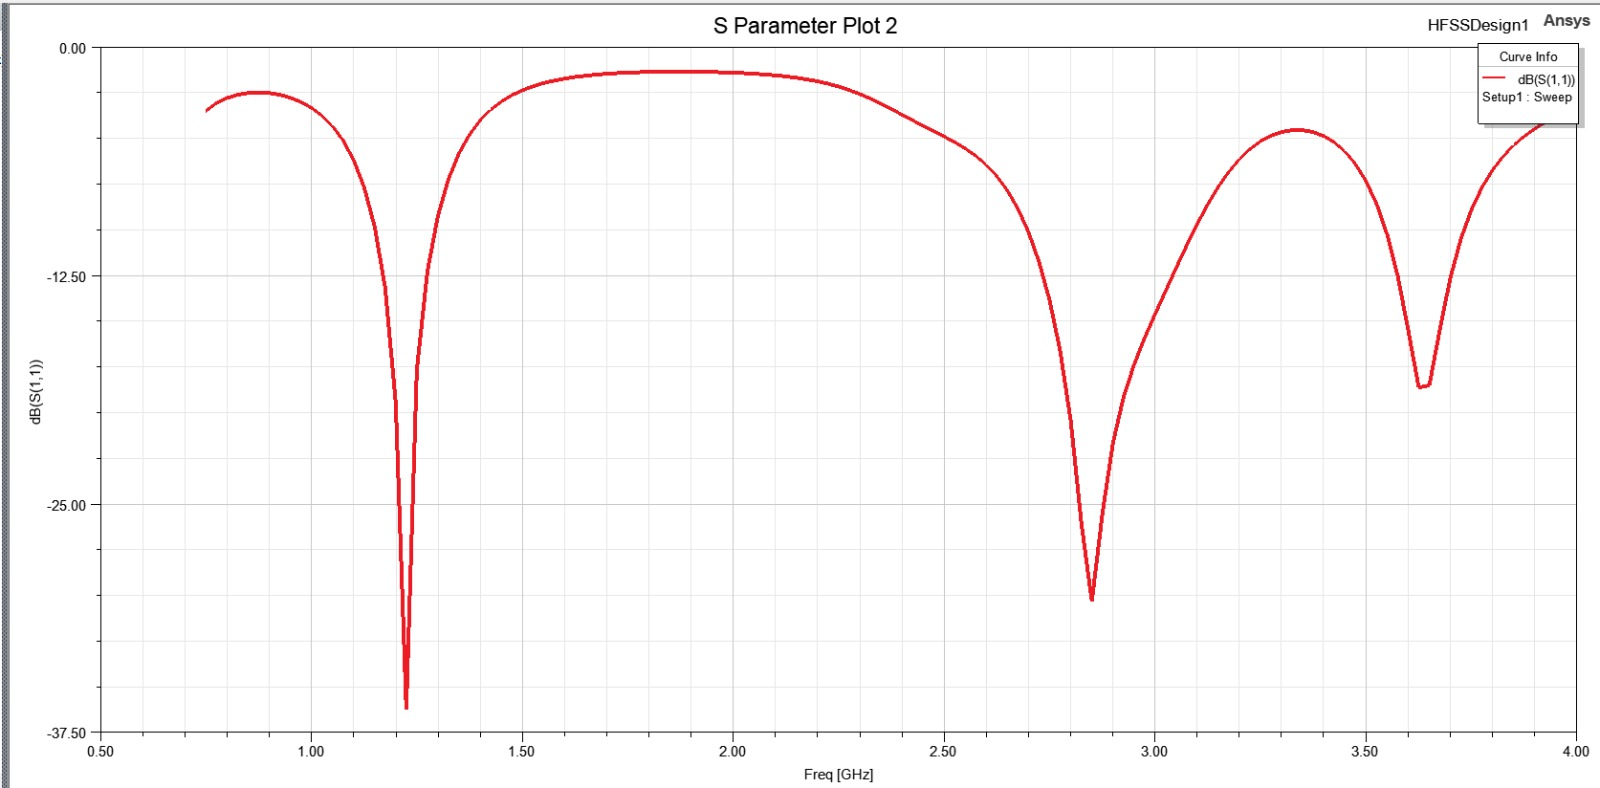 S Parameter Plot 2
HFSSDesign1
Ansys
Curve Info
dB(S(1,1))
Setup1 : Sweep
0.00
-12.50
-25.00
-37.50
dB(S(1,1))
0.50 1.00 1.50 2.00 2.50 3.00 3.50 4.00
Freq [GHz]